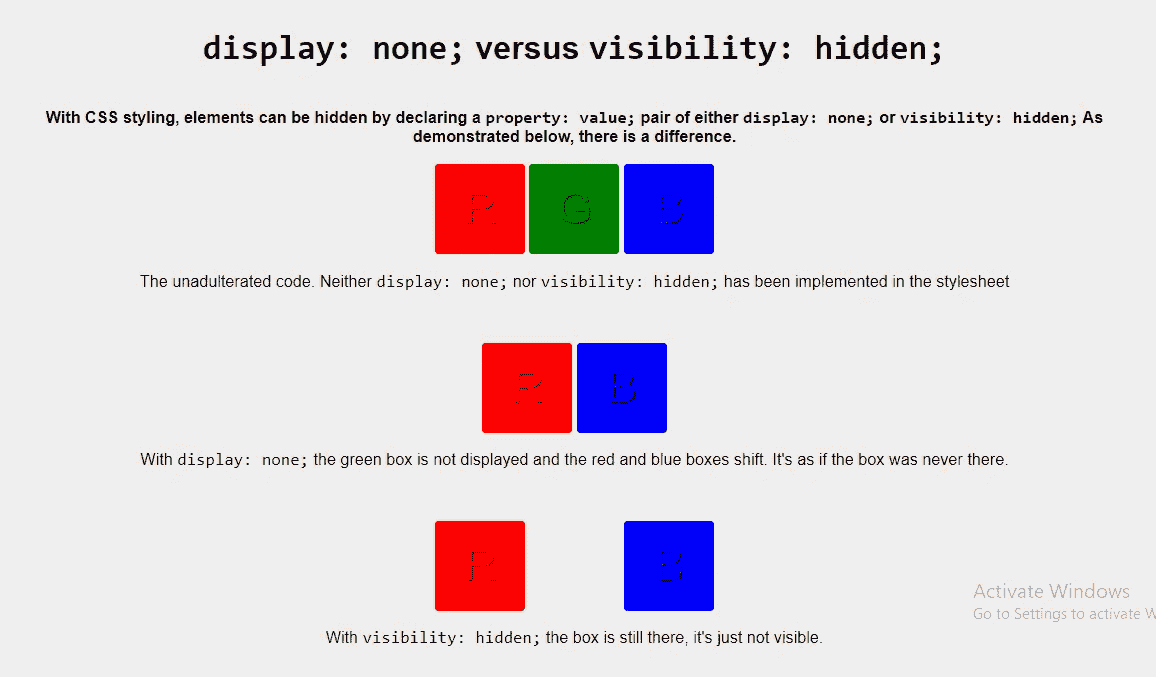 display: none; versus visibility: hidden;
With CSS styling, elements can be hidden by declaring a property: value; pair of either display: none; or visibility: hidden; As
demonstrated below, there is a difference.
R G B
The unadulterated code. Neither display: none; nor visibility: hidden; has been implemented in the stylesheet
R B
With display: none; the green box is not displayed and the red and blue boxes shift. It's as if the box was never there.
R B
With visibility: hidden; the box is still there, it's just not visible.
Activate Windows
Go to Settings to activate W